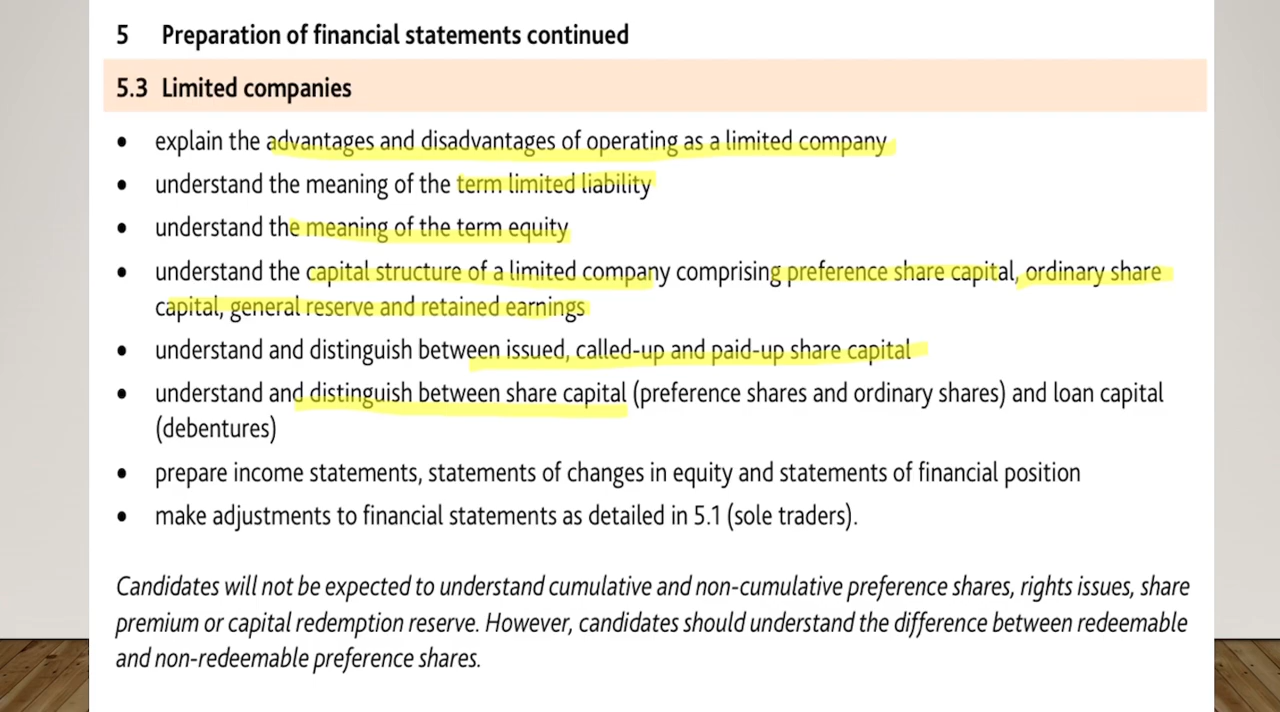 5 Preparation of financial statements continued
5.3 Limited companies
• explain the advantages and disadvantages of operating as a limited company
• understand the meaning of the term limited liability
• understand the meaning of the term equity
• understand the capital structure of a limited company comprising preference share capital, ordinary share
capital, general reserve and retained earnings
• understand and distinguish between issued, called-up and paid-up share capital
• understand and distinguish between share capital (preference shares and ordinary shares) and loan capital
(debentures)
• prepare income statements, statements of changes in equity and statements of financial position
• make adjustments to financial statements as detailed in 5.1 (sole traders).
Candidates will not be expected to understand cumulative and non-cumulative preference shares, rights issues, share
premium or capital redemption reserve. However, candidates should understand the difference between redeemable
and non-redeemable preference shares.